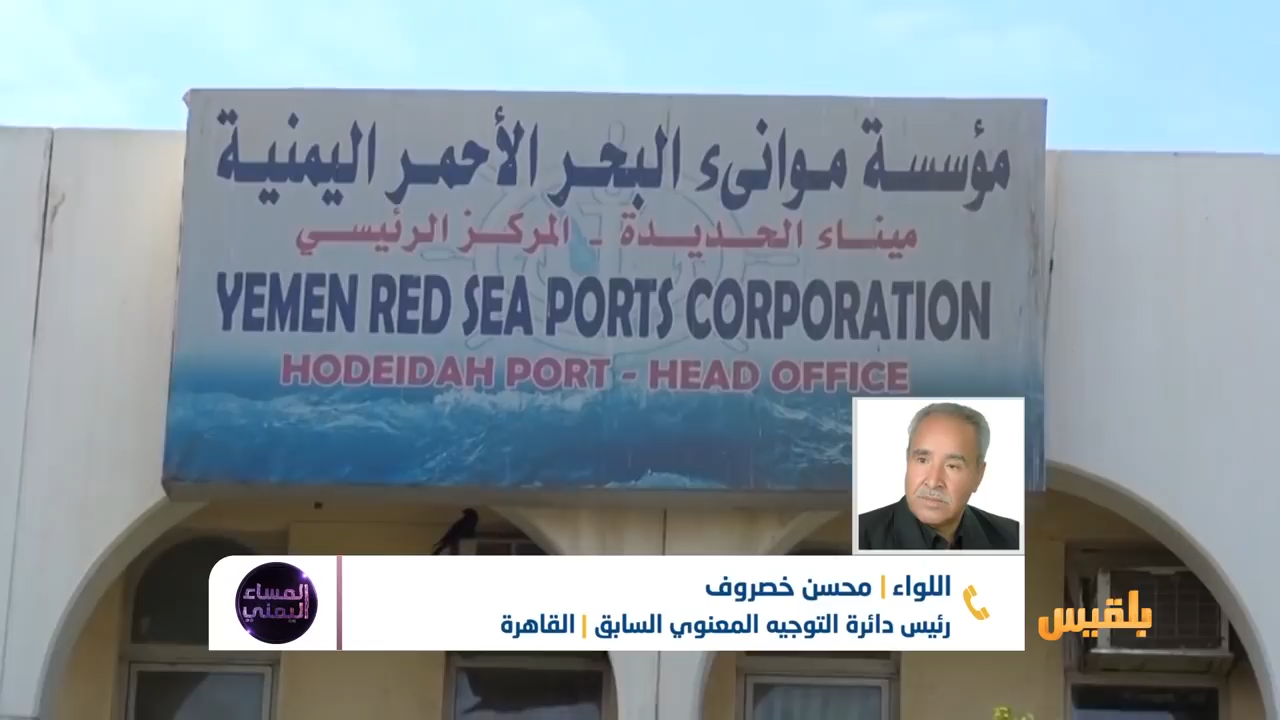 مؤسسة موانىء البحر الأحمر اليمنية
ميناء الحديدة - المركز الرئيسي
YEMEN RED SEA PORTS CORPORATION
HODEIDAH PORT - HEAD OFFICE
اللواء | محسن خصروف
رئيس دائرة التوجيه المعنوي السابق | القاهرة
المساء
اليمني
بلقيس